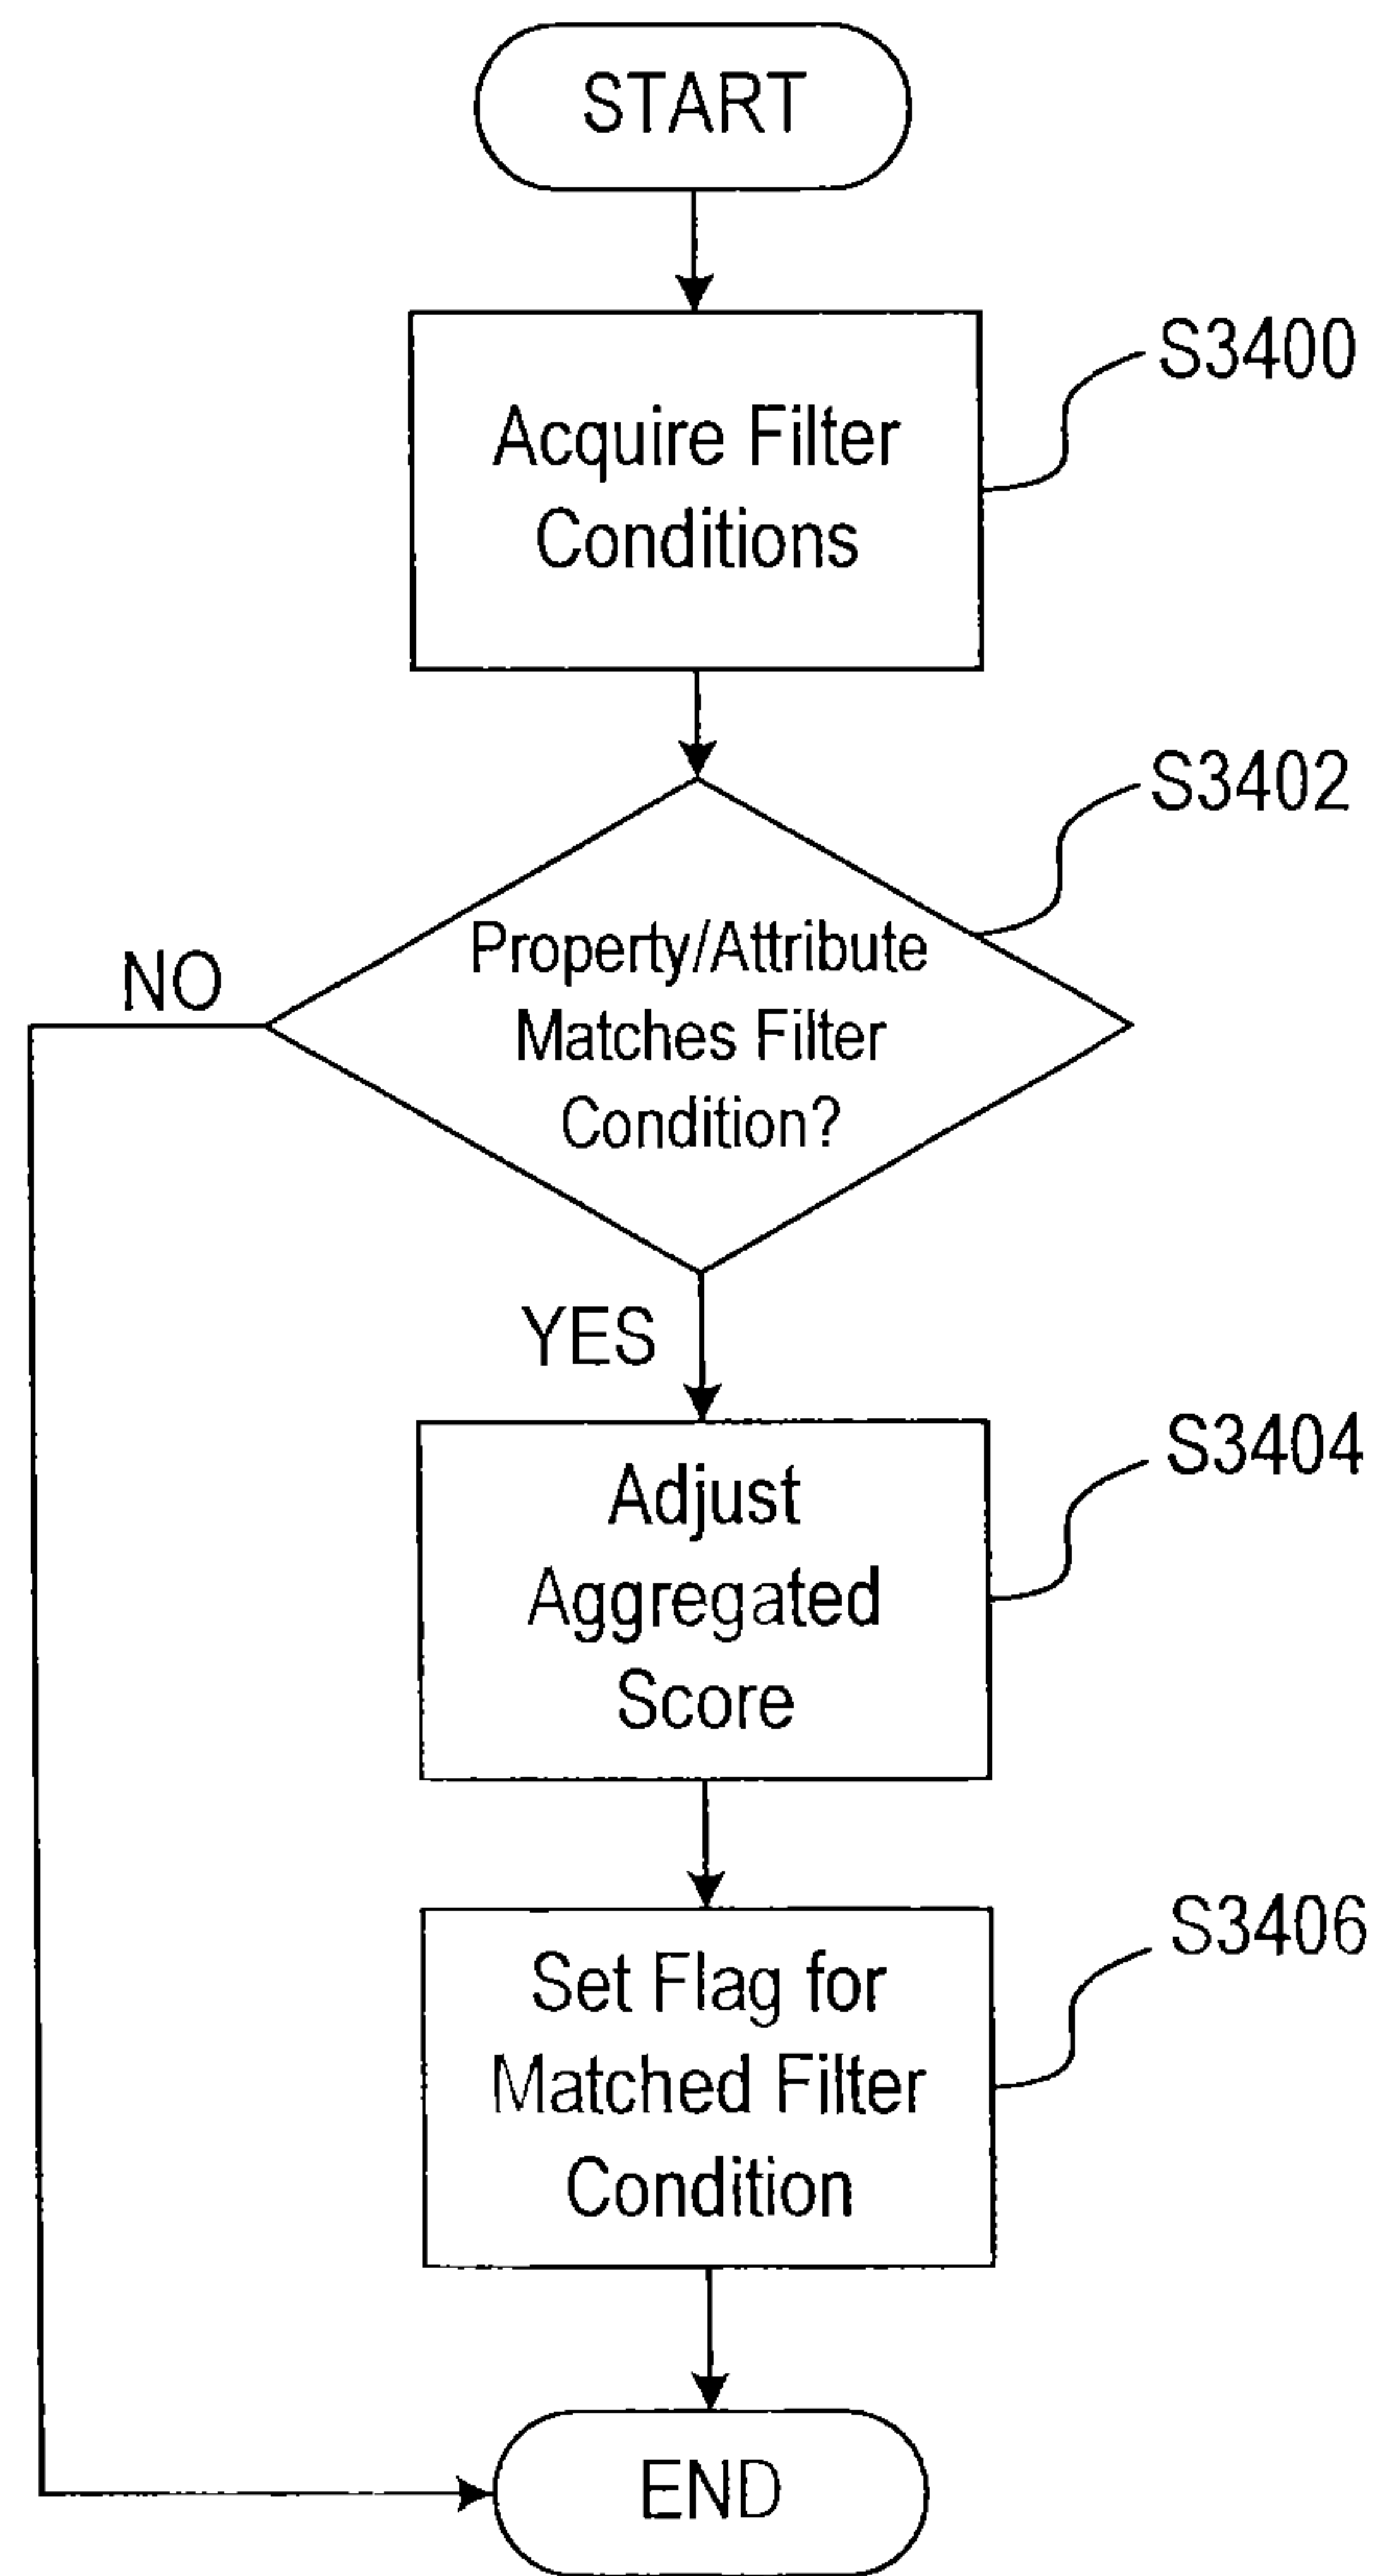 START
S3400
Acquire Filter
Conditions
S3402
Property/Attribute
NO
Matches Filter
Condition?
YES
S3404
Adjust
Aggregated
Score
S3406
Set Flag for
Matched Filter
Condition
END